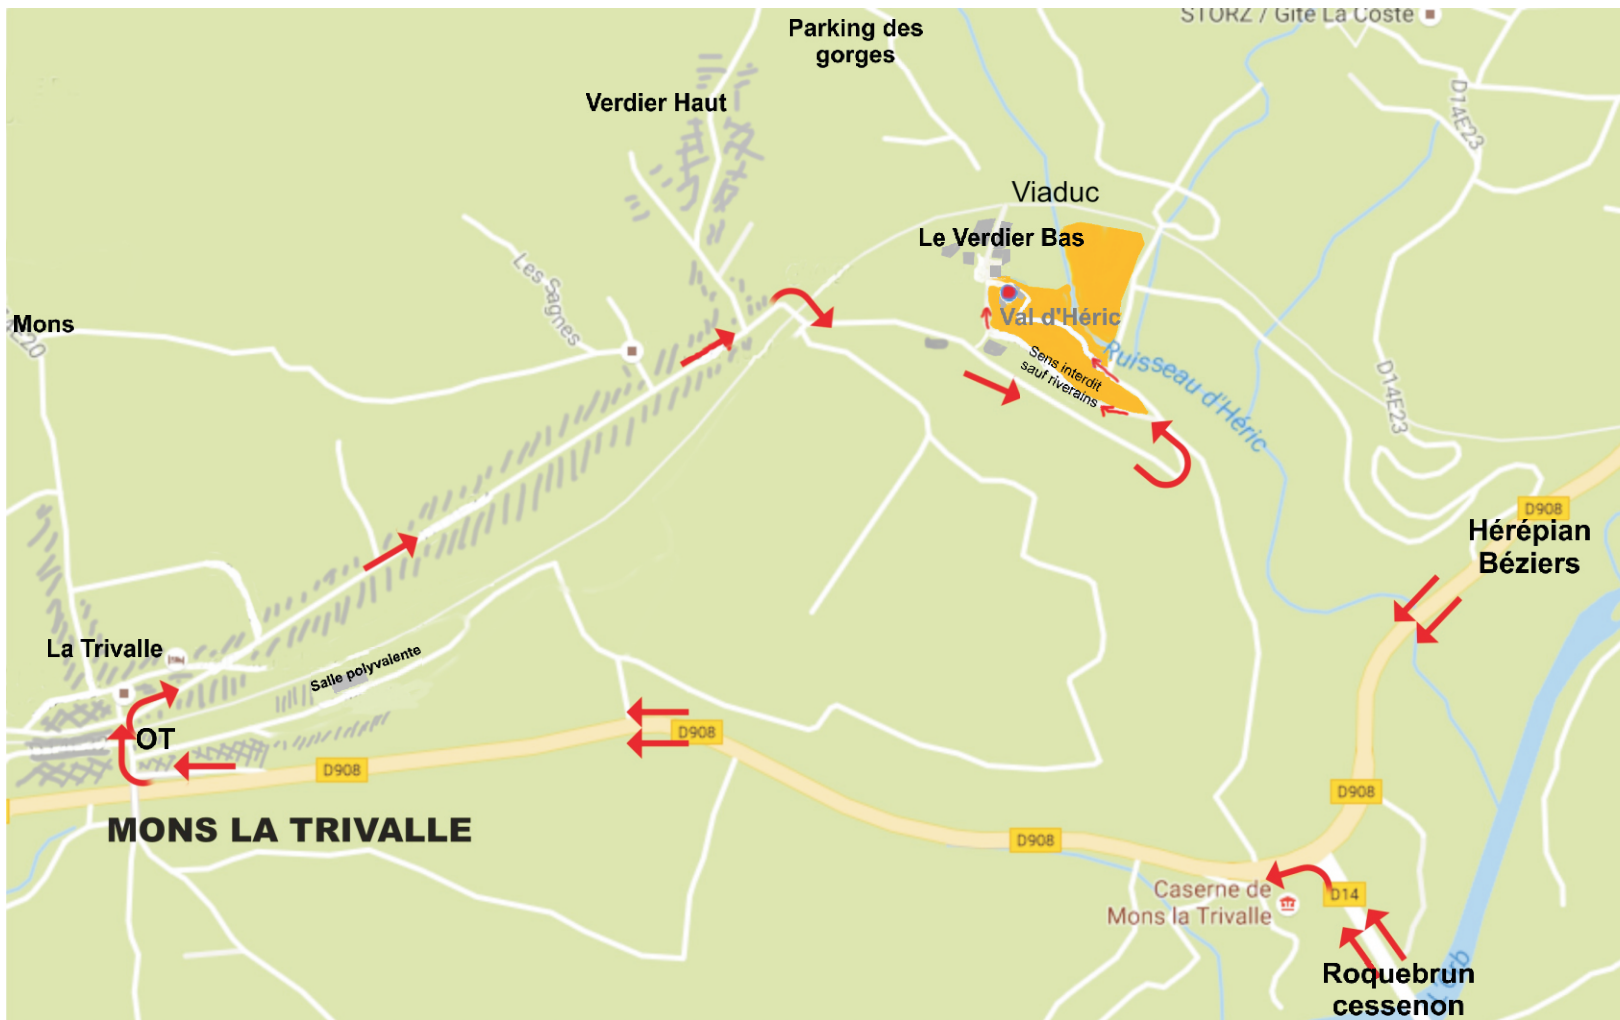 STORZ / Gîte La Coste
Parking des
gorges
Verdier Haut
D14E23
Viaduc
Le Verdier Bas
Les Sagnes
Mons
Val d'Héric
Ruisseau d'Héric
Sens interdit
sauf riverains
D14E23
D908
Hérépian
Béziers
La Trivalle
Salle polyvalente
OT
D908
D908
D908
MONS LA TRIVALLE
D908
Caserne de
Mons la Trivalle
D14
Roquebrun
cessenon